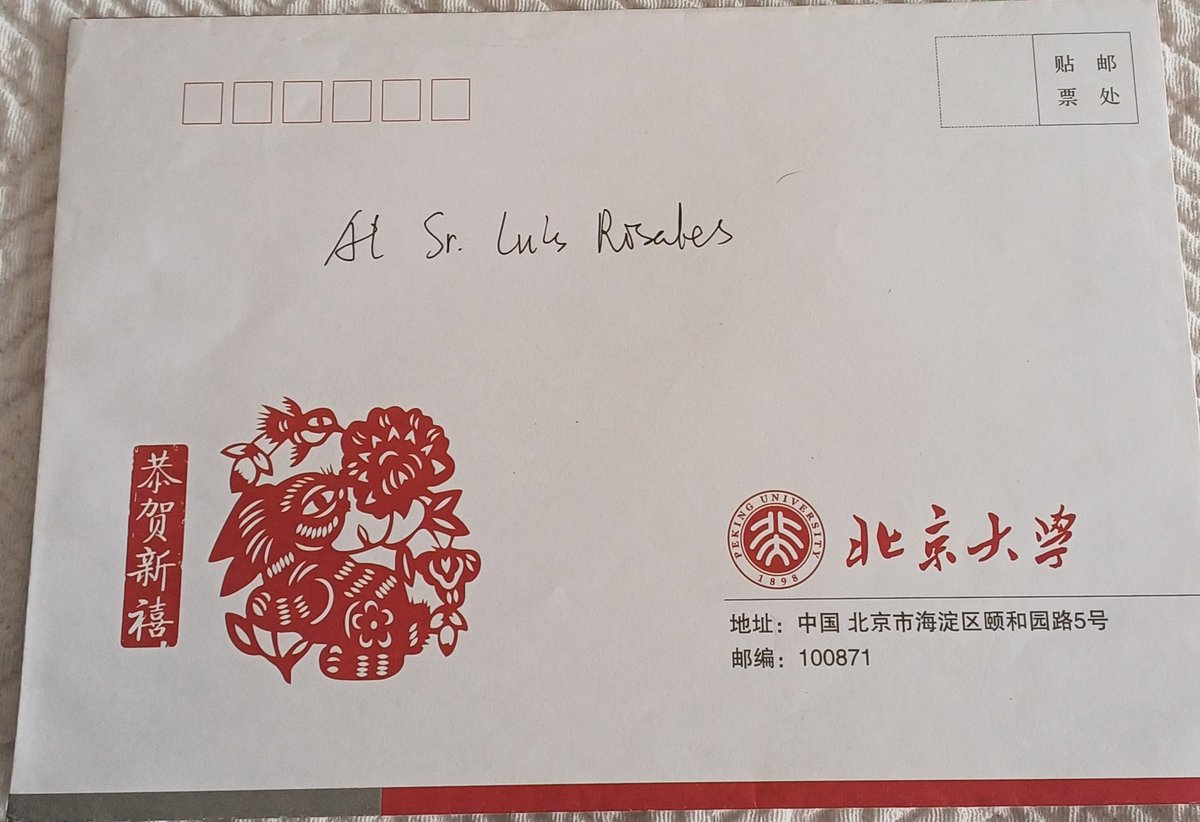 贴 邮
票 处
Al Sr. Luis Rosales
恭贺新禧
PEKING UNIVERSITY
1898
北京大学
地址：中国 北京市海淀区颐和园路5号
邮编：100871